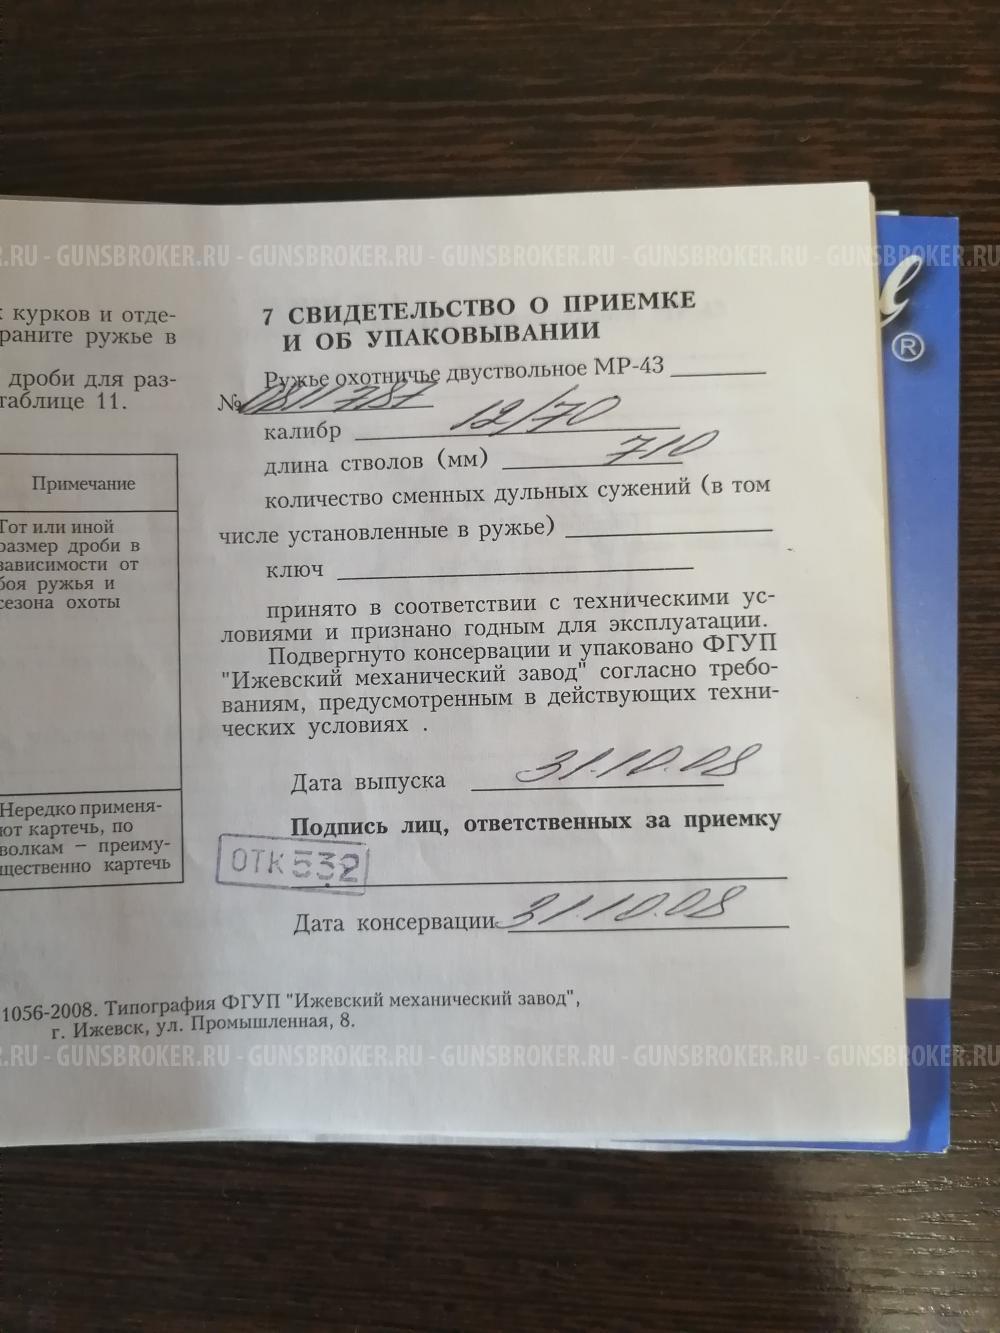 .RU - GUNSBROKER.RU - GUNSBROKER.RU - GUNSBROKER.RU - GUNSBROKER.RU - GUNSBROKER.RU
®
курков и отде-
раните ружье в
дроби для раз-
таблице 11.
Примечание
Тот или иной
размер дроби в
зависимости от
боя ружья и
сезона охоты
Нередко применя-
ют картечь, по
волкам – преиму-
щественно картечь
7 СВИДЕТЕЛЬСТВО О ПРИЕМКЕ
И ОБ УПАКОВЫВАНИИ
Ружье охотничье двуствольное МР-43
№ 0811787
калибр 12/70
длина стволов (мм) 710
количество сменных дульных сужений (в том
числе установленные в ружье)
ключ
принято в соответствии с техническими ус-
ловиями и признано годным для эксплуатации.
Подвергнуто консервации и упаковано ФГУП
"Ижевский механический завод" согласно требо-
ваниям, предусмотренным в действующих техни-
ческих условиях .
Дата выпуска 31.10.08
Подпись лиц, ответственных за приемку
ОТК 532
Дата консервации 31.10.08
1056-2008. Типография ФГУП "Ижевский механический завод",
г. Ижевск, ул. Промышленная, 8.
.RU - GUNSBROKER.RU - GUNSBROKER.RU - GUNSBROKER.RU - GUNSBROKER.RU - GUNSBROKER.RU